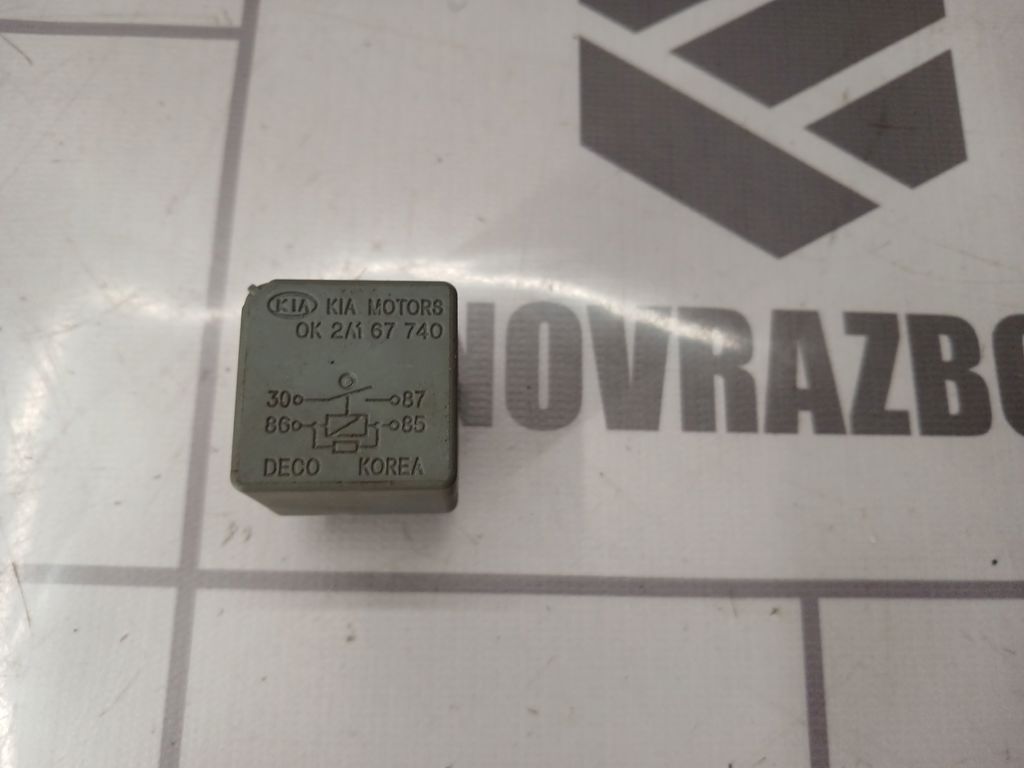 KIA KIA MOTORS
OK 2A1 67 740
30 87
86 85
DECO KOREA
NOVRAZBO